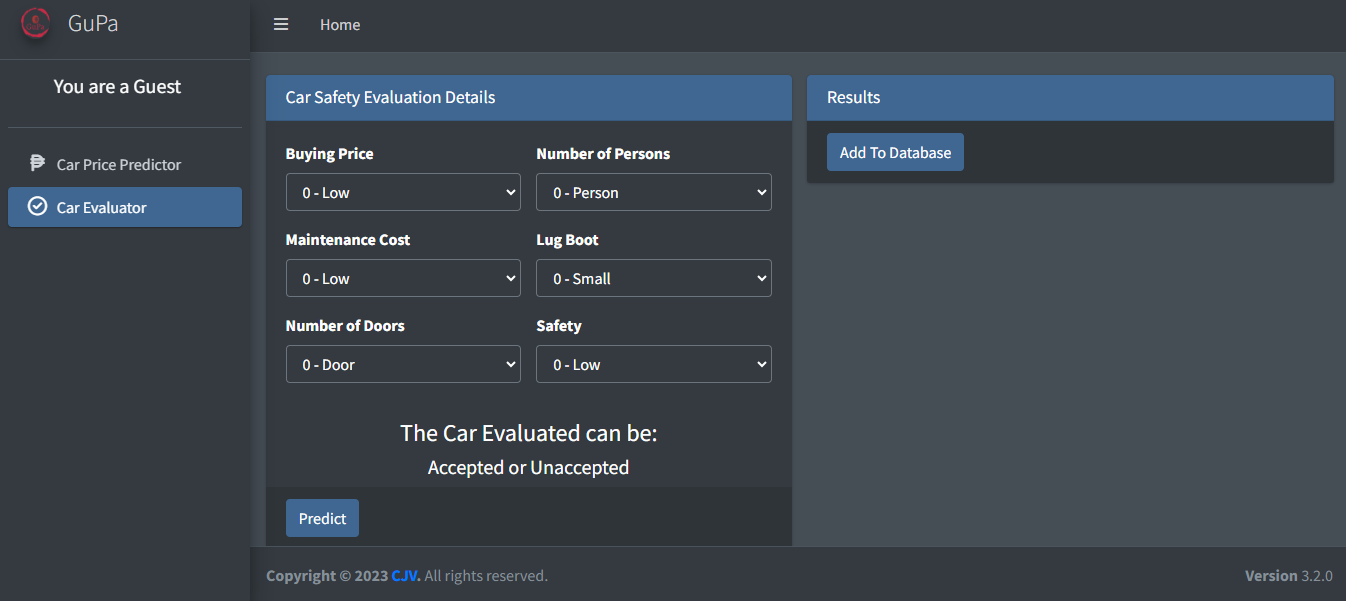 GuPa
Home
You are a Guest
Car Price Predictor
Car Evaluator
Car Safety Evaluation Details
Buying Price
0 - Low
Number of Persons
0 - Person
Maintenance Cost
0 - Low
Lug Boot
0 - Small
Number of Doors
0 - Door
Safety
0 - Low
The Car Evaluated can be:
Accepted or Unaccepted
Predict
Results
Add To Database
Copyright © 2023 CJV. All rights reserved.
Version 3.2.0